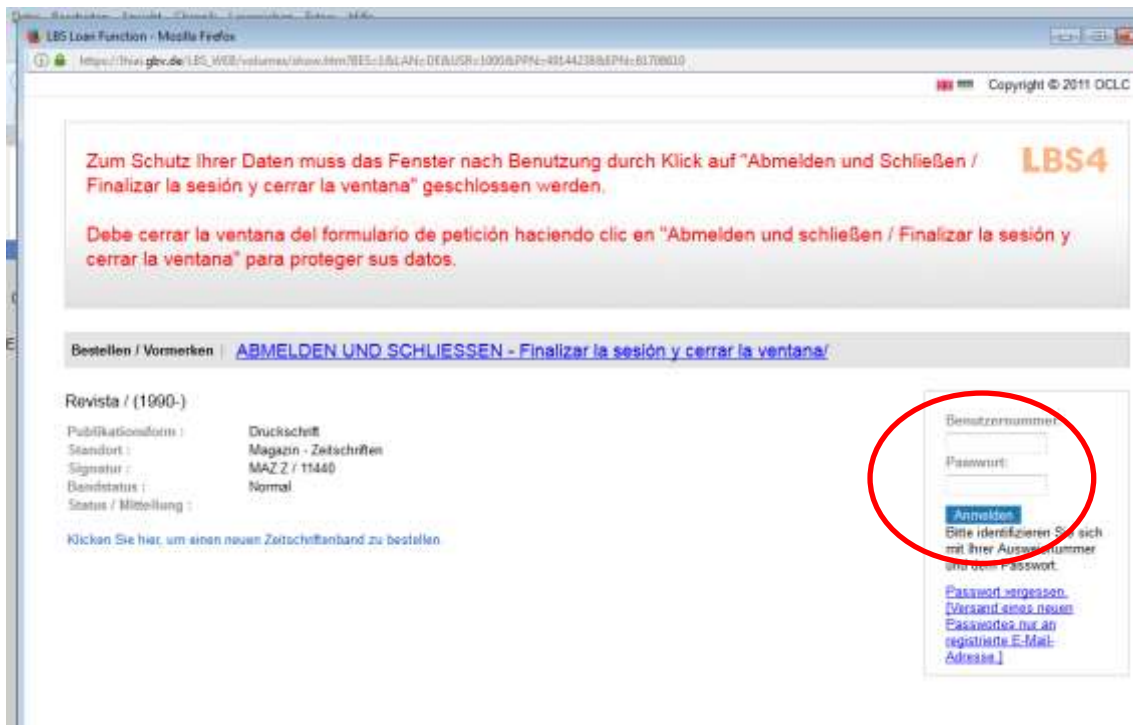 LBS Loan Function - Mozilla Firefox
Copyright © 2011 OCLC
Zum Schutz Ihrer Daten muss das Fenster nach Benutzung durch Klick auf "Abmelden und Schließen /
Finalizar la sesión y cerrar la ventana" geschlossen werden.
LBS4
Debe cerrar la ventana del formulario de petición haciendo clic en "Abmelden und schließen / Finalizar la sesión y
cerrar la ventana" para proteger sus datos.
Bestellen / Vormerken | ABMELDEN UND SCHLIESSEN - Finalizar la sesión y cerrar la ventana/
Revista / (1990-)
Publikationsform : Druckschrift
Standort : Magazin - Zeitschriften
Signatur : MAZ Z / 11440
Bandstatus : Normal
Status / Mitteilung :
Klicken Sie hier, um einen neuen Zeitschriftenband zu bestellen
Benutzernummer:
Passwort:
Anmelden
Bitte identifizieren Sie sich
mit Ihrer Ausweisnummer
und dem Passwort.
Passwort vergessen.
[Versand eines neuen
Passwortes nur an
registrierte E-Mail-
Adresse.]